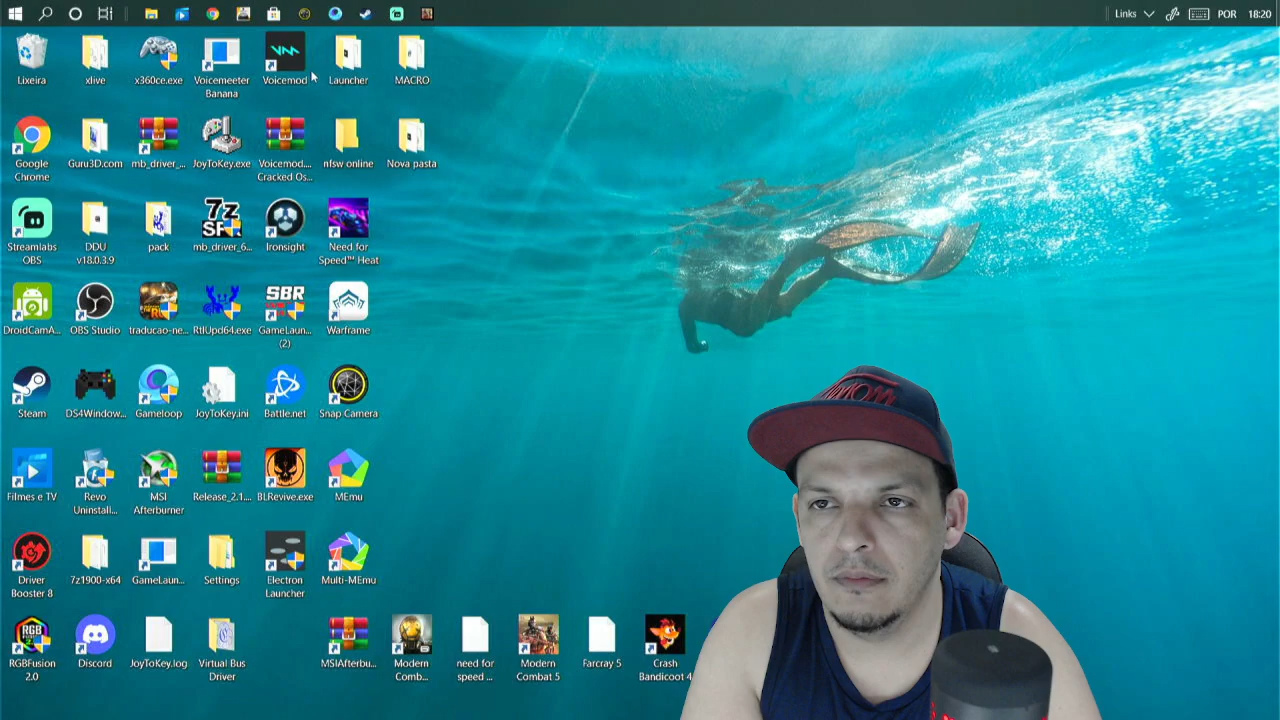 Links
POR
18:20
Lixeira
xlive
x360ce.exe
Voicemeeter
Banana
Voicemod
Launcher
MACRO
Google
Chrome
Guru3D.com
mb_driver_...
JoyToKey.exe
Voicemod....
Cracked Os...
nfsw online
Nova pasta
Streamlabs
OBS
DDU
v18.0.3.9
pack
7z
mb_driver_6...
Ironsight
Need for
Speed™ Heat
DroidCamA...
OBS Studio
traducao-ne...
RtlUpd64.exe
SBR
GameLaun...
(2)
Warframe
Steam
DS4Window...
Gameloop
JoyToKey.ini
Battle.net
Snap Camera
Filmes e TV
Revo
Uninstall...
MSI
Afterburner
Release_2.1....
BLRevive.exe
MEmu
Driver
Booster 8
7z1900-x64
GameLaun...
Settings
Electron
Launcher
Multi-MEmu
RGB
RGBFusion
2.0
Discord
JoyToKey.log
Virtual Bus
Driver
MSIAfterbu...
Modern
Comb...
need for
speed ...
Modern
Combat 5
Farcray 5
Crash
Bandicoot 4